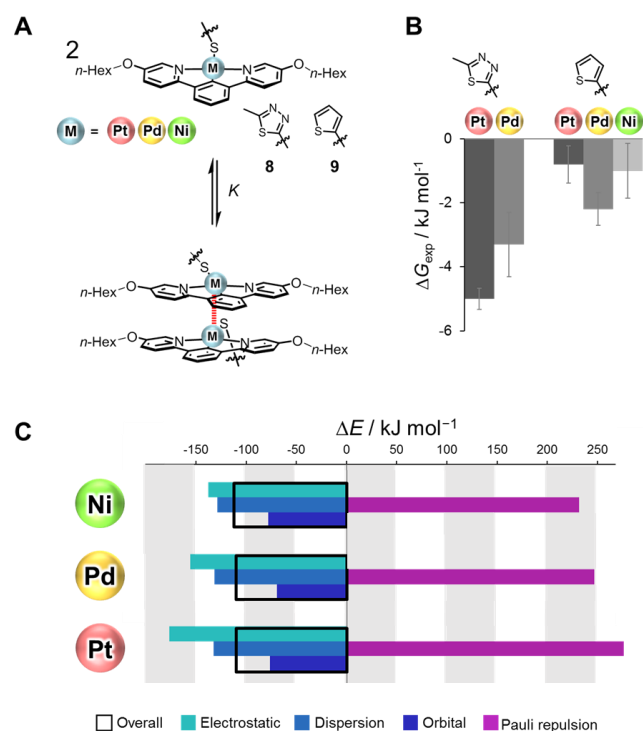 A
2
S
n-Hex
O
N
M
N
O
n-Hex
M = Pt Pd Ni
N-N
S
8
S
9
K
S
n-Hex
O
N
M
N
O
n-Hex
S
n-Hex
O
N
M
N
O
n-Hex
B
N-N
S
S
Pt Pd Pt Pd Ni
0
-2
-4
-6
ΔGexp / kJ mol⁻¹
C
ΔE / kJ mol⁻¹
-150 -100 -50 0 50 100 150 200 250
Ni
Pd
Pt
Overall Electrostatic Dispersion Orbital Pauli repulsion